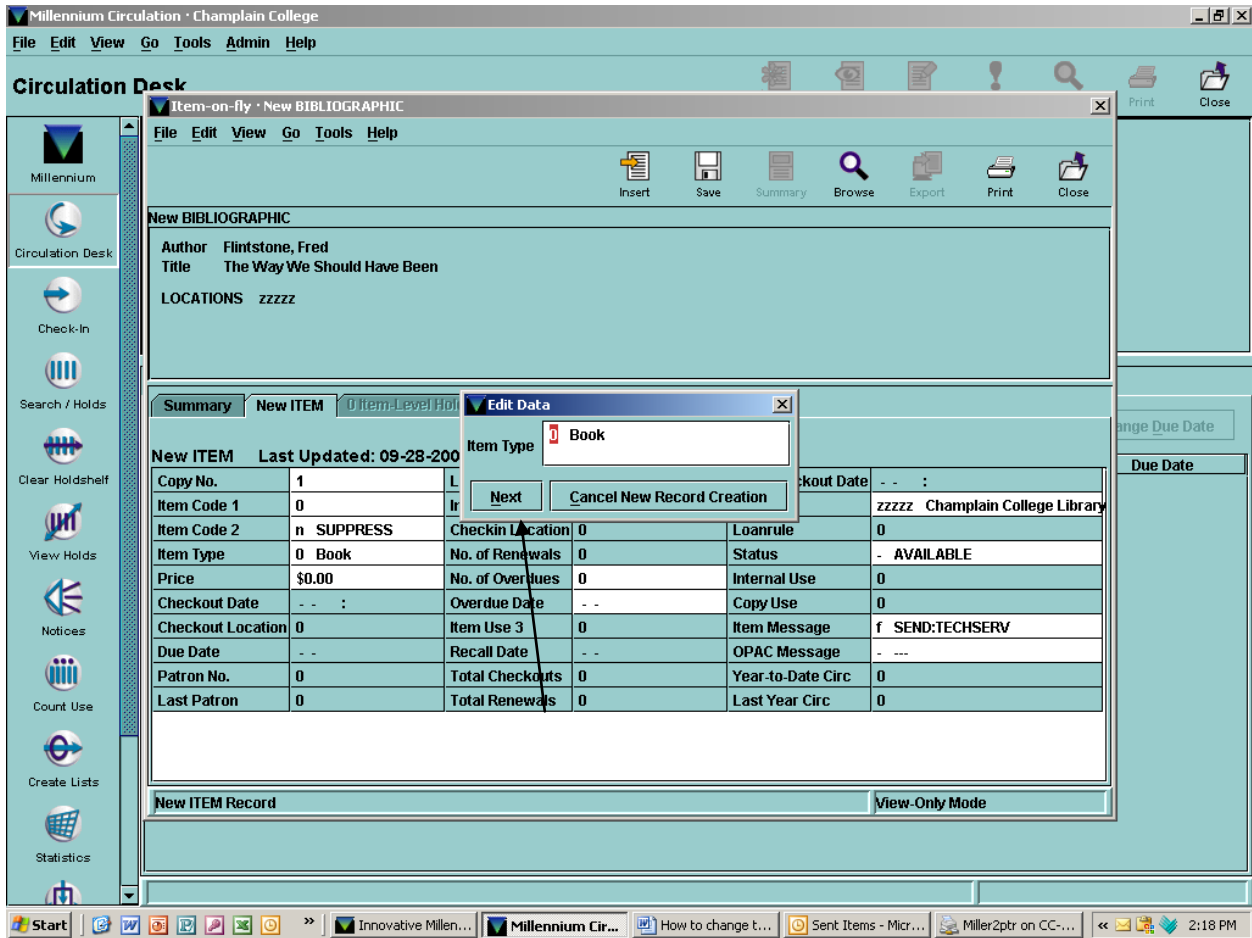 Millennium Circulation · Champlain College
File Edit View Go Tools Admin Help
Circulation Desk
Print Close
Item-on-fly · New BIBLIOGRAPHIC
File Edit View Go Tools Help
Insert Save Summary Browse Export Print Close
New BIBLIOGRAPHIC
Author Flintstone, Fred
Title The Way We Should Have Been
LOCATIONS zzzzz
Millennium
Circulation Desk
Check-In
Search / Holds
Clear Holdshelf
View Holds
Notices
Count Use
Create Lists
Statistics
Summary New ITEM 0 Item-Level Hol
Edit Data
Item Type 0 Book
Next Cancel New Record Creation
ange Due Date
Due Date
New ITEM Last Updated: 09-28-200
Copy No. 1 L kout Date - - :
Item Code 1 0 zzzzz Champlain College Library
Item Code 2 n SUPPRESS Checkin Location 0 Loanrule 0
Item Type 0 Book No. of Renewals 0 Status - AVAILABLE
Price $0.00 No. of Overdues 0 Internal Use 0
Checkout Date - - : Overdue Date - - Copy Use 0
Checkout Location 0 Item Use 3 0 Item Message f SEND:TECHSERV
Due Date - - Recall Date - - OPAC Message - ---
Patron No. 0 Total Checkouts 0 Year-to-Date Circ 0
Last Patron 0 Total Renewals 0 Last Year Circ 0
New ITEM Record View-Only Mode
Start » Innovative Millen... Millennium Cir... How to change t... Sent Items - Micr... Miller2ptr on CC-... « 2:18 PM